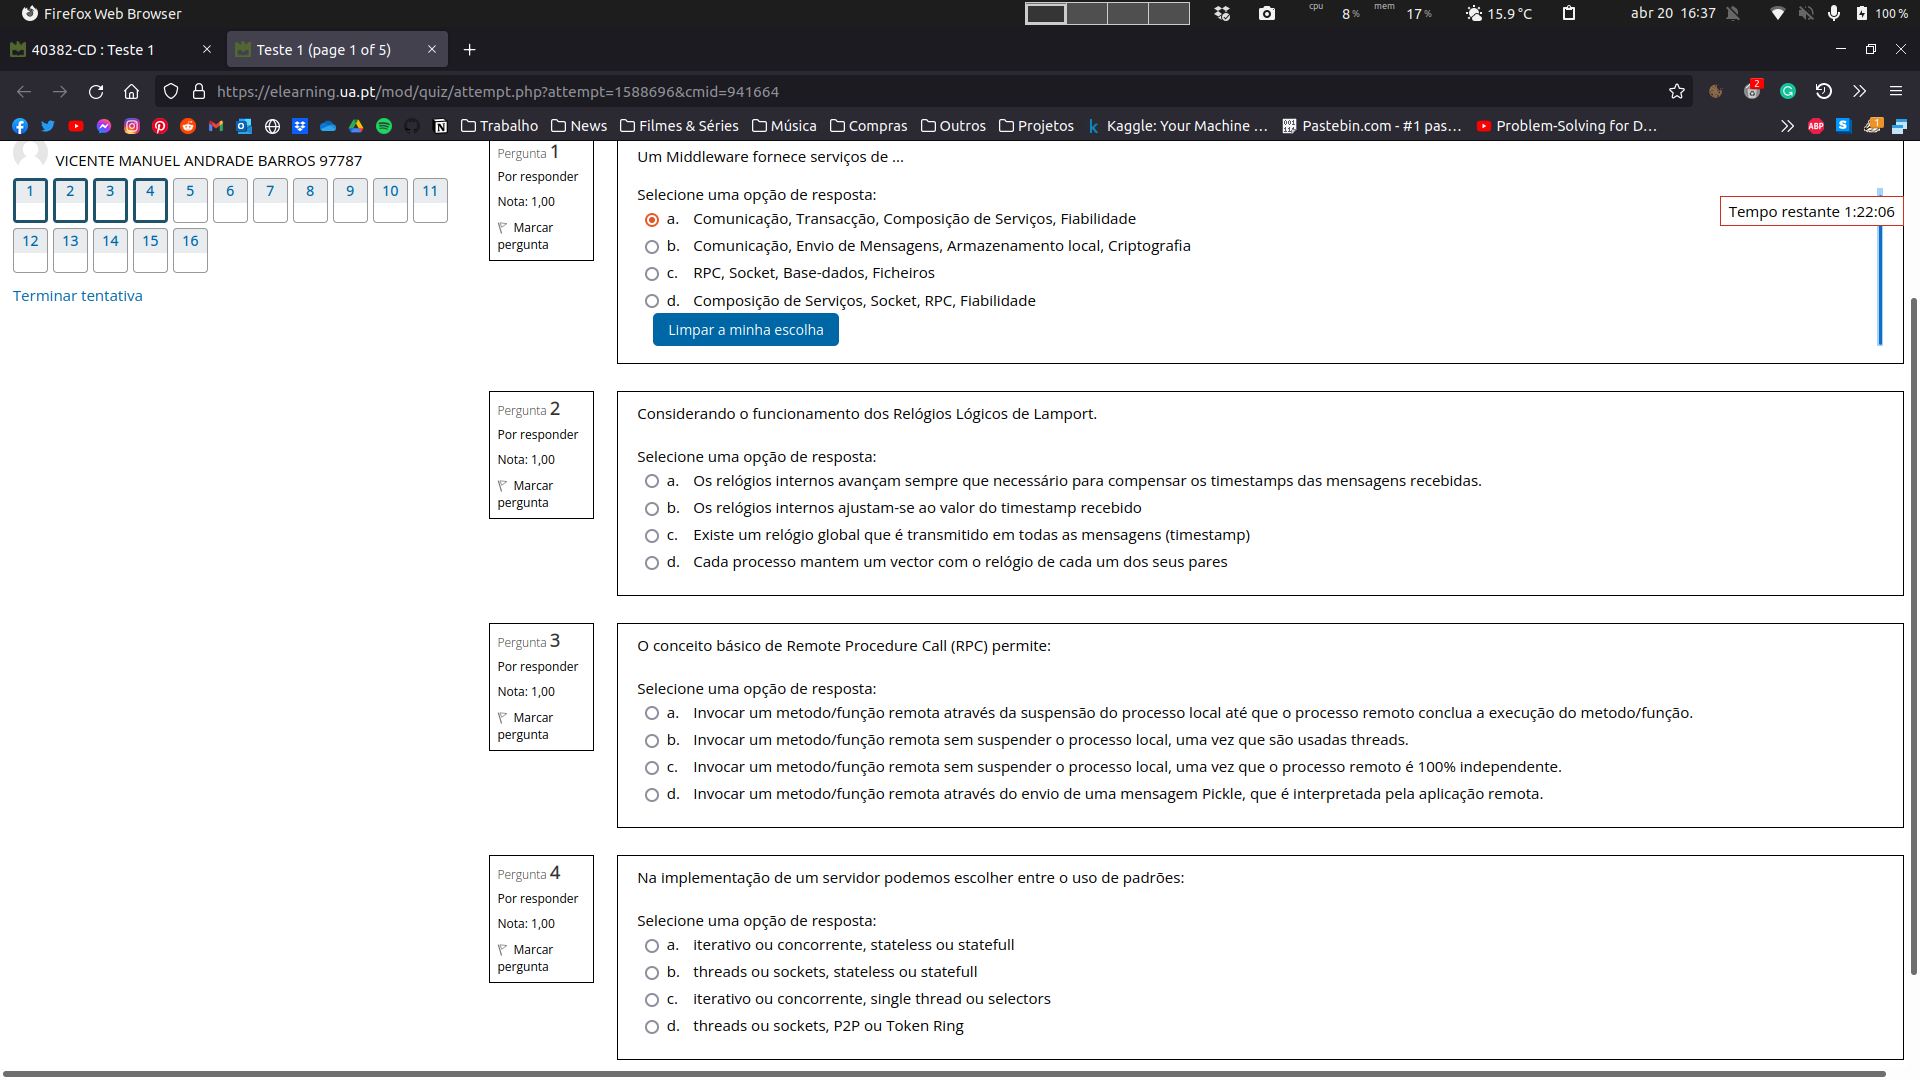 Firefox Web Browser
cpu 8% mem 17% 15.9 °C abr 20 16:37 100 %
40382-CD : Teste 1
Teste 1 (page 1 of 5)
https://elearning.ua.pt/mod/quiz/attempt.php?attempt=1588696&cmid=941664
2
Trabalho News Filmes & Séries Música Compras Outros Projetos Kaggle: Your Machine ... Pastebin.com - #1 pas... Problem-Solving for D... ABP S 1
VICENTE MANUEL ANDRADE BARROS 97787
1 2 3 4 5 6 7 8 9 10 11
12 13 14 15 16
Terminar tentativa
Tempo restante 1:22:06
Pergunta 1
Por responder
Nota: 1,00
Marcar
pergunta
Um Middleware fornece serviços de ...
Selecione uma opção de resposta:
a. Comunicação, Transacção, Composição de Serviços, Fiabilidade
b. Comunicação, Envio de Mensagens, Armazenamento local, Criptografia
c. RPC, Socket, Base-dados, Ficheiros
d. Composição de Serviços, Socket, RPC, Fiabilidade
Limpar a minha escolha
Pergunta 2
Por responder
Nota: 1,00
Marcar
pergunta
Considerando o funcionamento dos Relógios Lógicos de Lamport.
Selecione uma opção de resposta:
a. Os relógios internos avançam sempre que necessário para compensar os timestamps das mensagens recebidas.
b. Os relógios internos ajustam-se ao valor do timestamp recebido
c. Existe um relógio global que é transmitido em todas as mensagens (timestamp)
d. Cada processo mantem um vector com o relógio de cada um dos seus pares
Pergunta 3
Por responder
Nota: 1,00
Marcar
pergunta
O conceito básico de Remote Procedure Call (RPC) permite:
Selecione uma opção de resposta:
a. Invocar um metodo/função remota através da suspensão do processo local até que o processo remoto conclua a execução do metodo/função.
b. Invocar um metodo/função remota sem suspender o processo local, uma vez que são usadas threads.
c. Invocar um metodo/função remota sem suspender o processo local, uma vez que o processo remoto é 100% independente.
d. Invocar um metodo/função remota através do envio de uma mensagem Pickle, que é interpretada pela aplicação remota.
Pergunta 4
Por responder
Nota: 1,00
Marcar
pergunta
Na implementação de um servidor podemos escolher entre o uso de padrões:
Selecione uma opção de resposta:
a. iterativo ou concorrente, stateless ou statefull
b. threads ou sockets, stateless ou statefull
c. iterativo ou concorrente, single thread ou selectors
d. threads ou sockets, P2P ou Token Ring